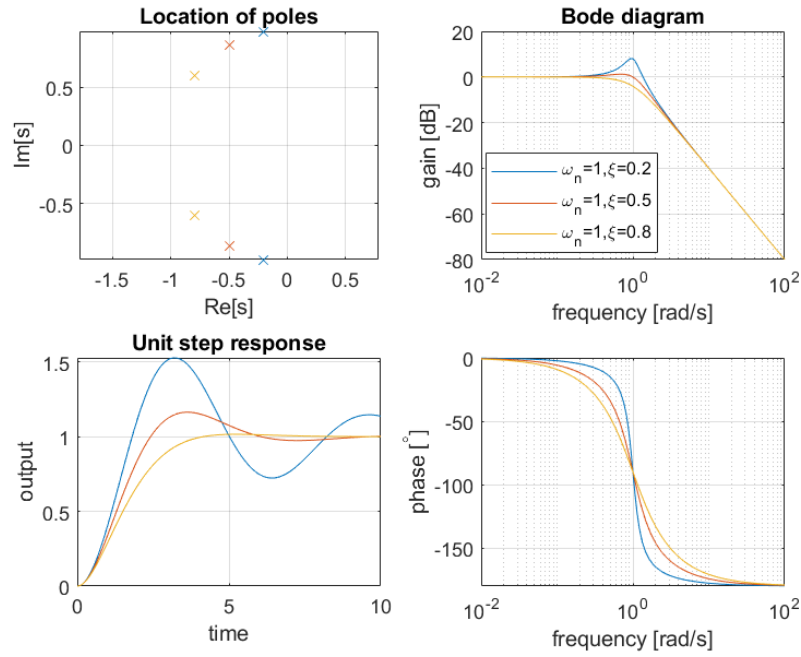 Location of poles
0.5
0
-0.5
Im[s]
-1.5
-1
-0.5
0
0.5
Re[s]
Bode diagram
20
0
-20
-40
-60
-80
gain [dB]
ωn=1,ξ=0.2
ωn=1,ξ=0.5
ωn=1,ξ=0.8
10-2
100
102
frequency [rad/s]
Unit step response
1.5
1
0.5
0
output
0
5
10
time
0
-50
-100
-150
phase [°]
10-2
100
102
frequency [rad/s]